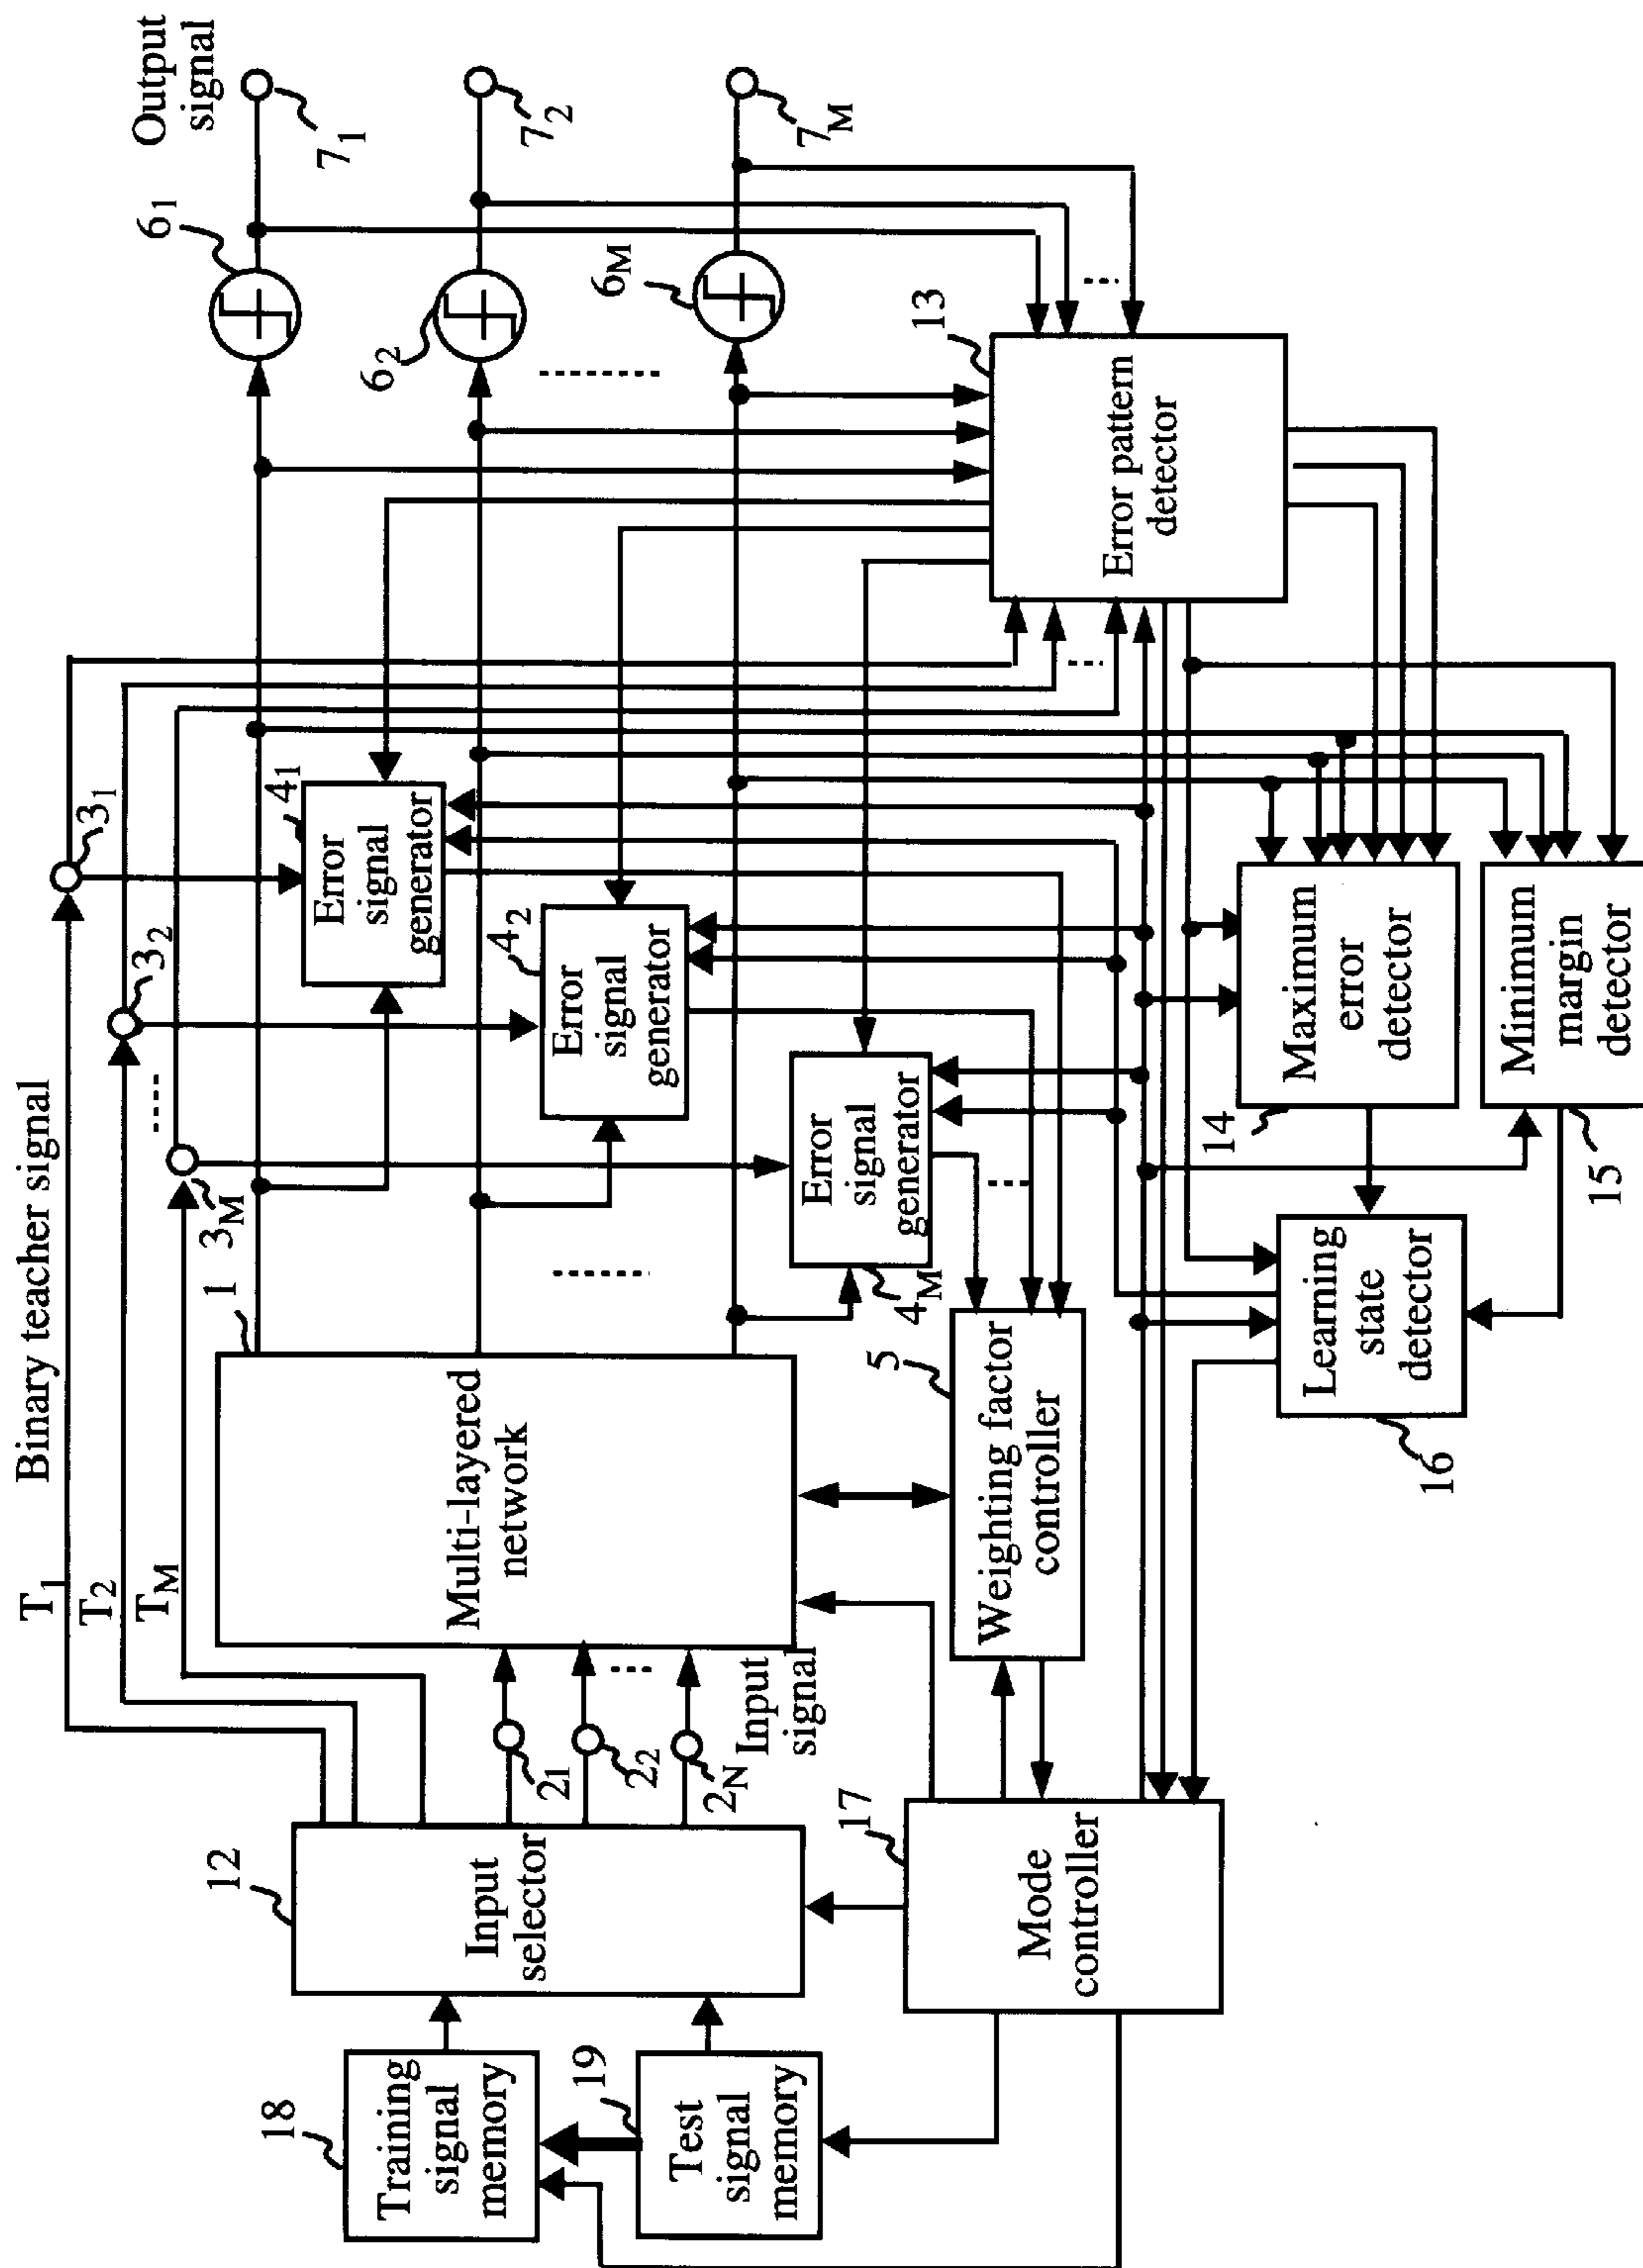 Output
signal
7₁
7₂
7M
6₁
6₂
6M
13
Error pattern
detector
Binary teacher signal
T₁
T₂
TM
3₁
3₂
3M
4₁
Error
signal
generator
4₂
Error
signal
generator
4M
Error
signal
generator
1
Multi-layered
network
5
Weighting factor
controller
14
Maximum
error
detector
15
Minimum
margin
detector
16
Learning
state
detector
2₁
2₂
2N
Input
signal
12
Input
selector
17
Mode
controller
18
Training
signal
memory
19
Test
signal
memory